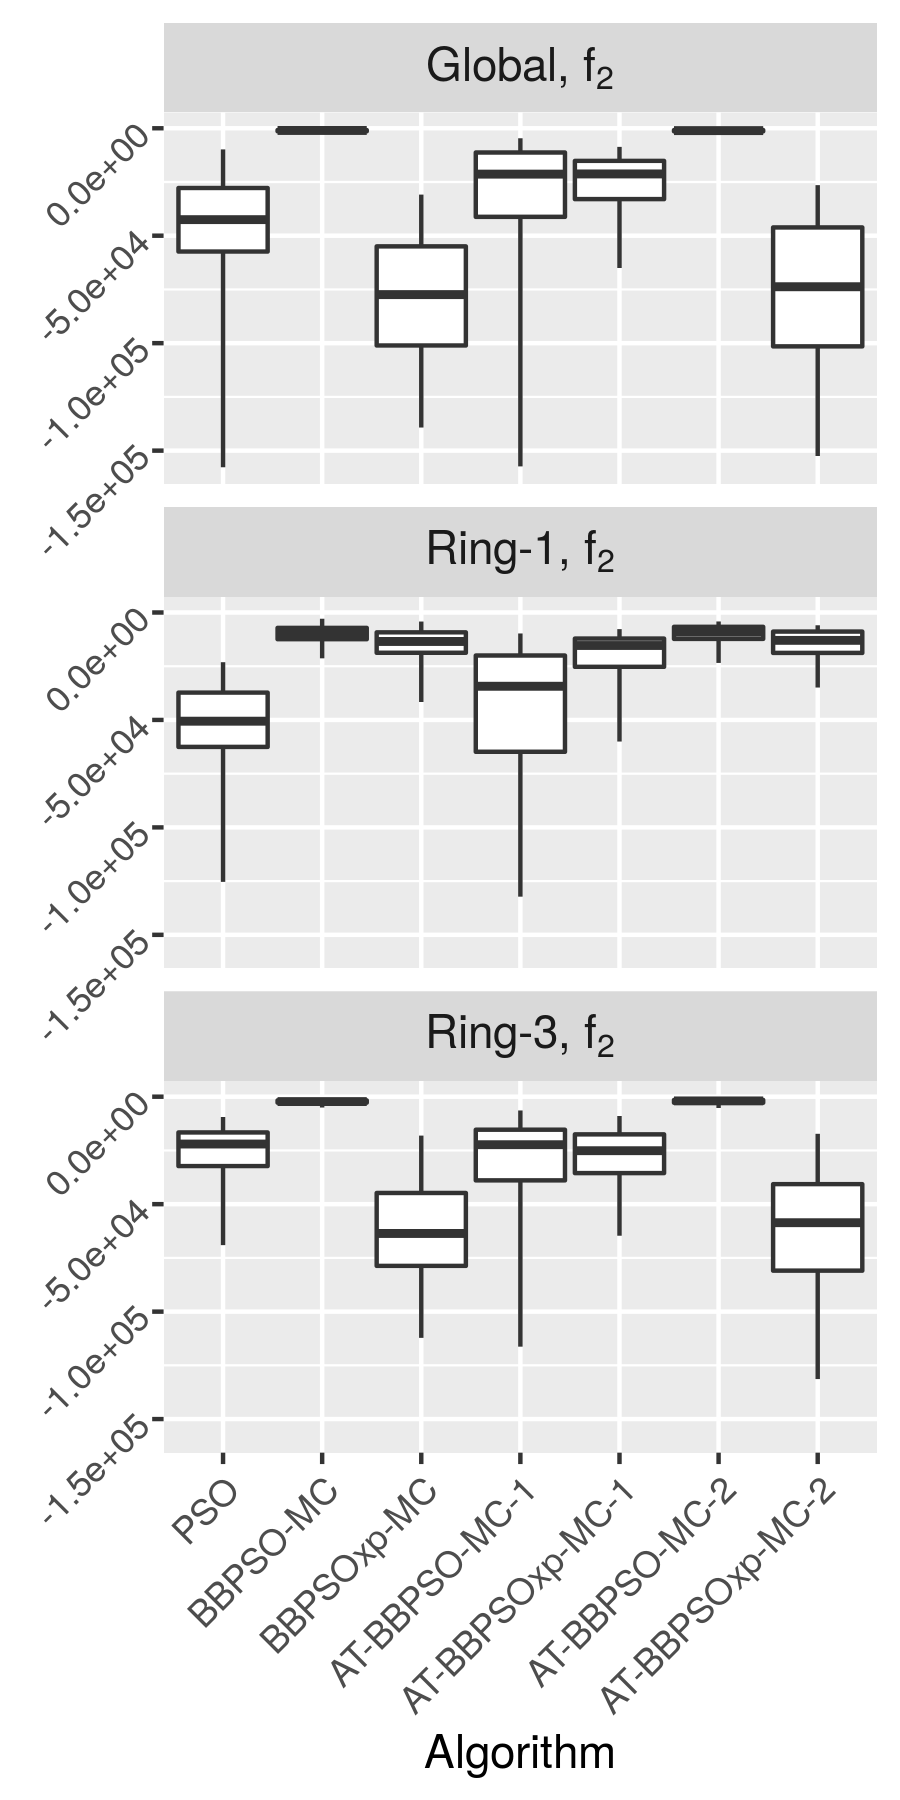 Global, f₂
0.0e+00
-5.0e+04
-1.0e+05
-1.5e+05
Ring-1, f₂
0.0e+00
-5.0e+04
-1.0e+05
-1.5e+05
Ring-3, f₂
0.0e+00
-5.0e+04
-1.0e+05
-1.5e+05
PSO
BBPSO-MC
BBPSOxp-MC
AT-BBPSO-MC-1
AT-BBPSOxp-MC-1
AT-BBPSO-MC-2
AT-BBPSOxp-MC-2
Algorithm